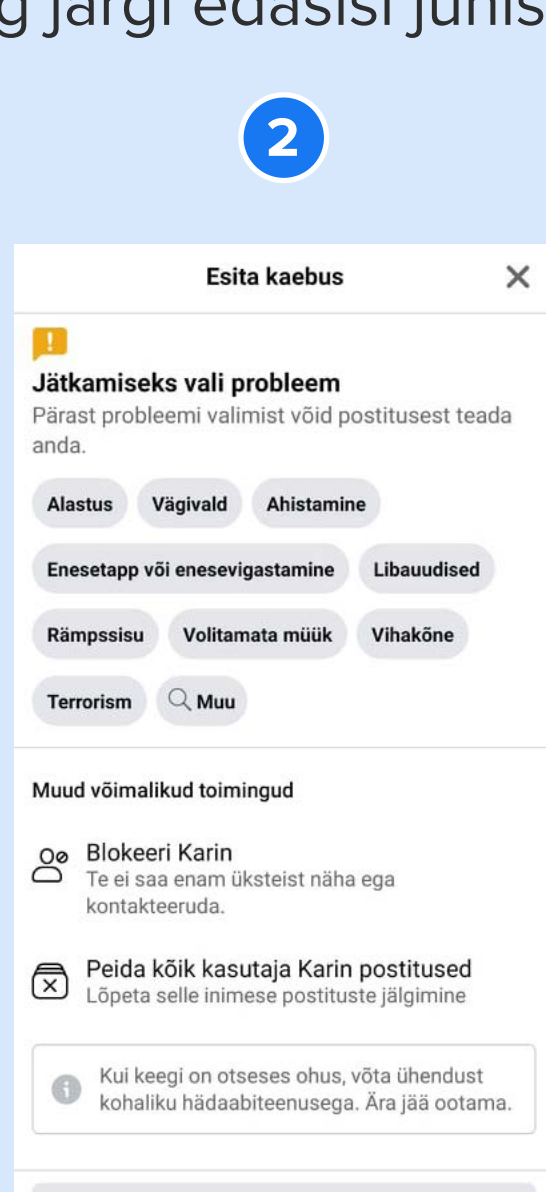 järgi edasisi
2
Esita kaebus
Jätkamiseks vali probleem
Pärast probleemi valimist võid postitusest teada
anda.
Alastus Vägivald Ahistamine
Enesetapp või enesevigastamine Libauudised
Rämpssisu Volitamata müük Vihakõne
Terrorism Muu
Muud võimalikud toimingud
Blokeeri Karin
Te ei saa enam üksteist näha ega
kontakteeruda.
Peida kõik kasutaja Karin postitused
Lõpeta selle inimese postituste jälgimine
Kui keegi on otseses ohus, võta ühendust
kohaliku hädaabiteenusega. Ära jää ootama.